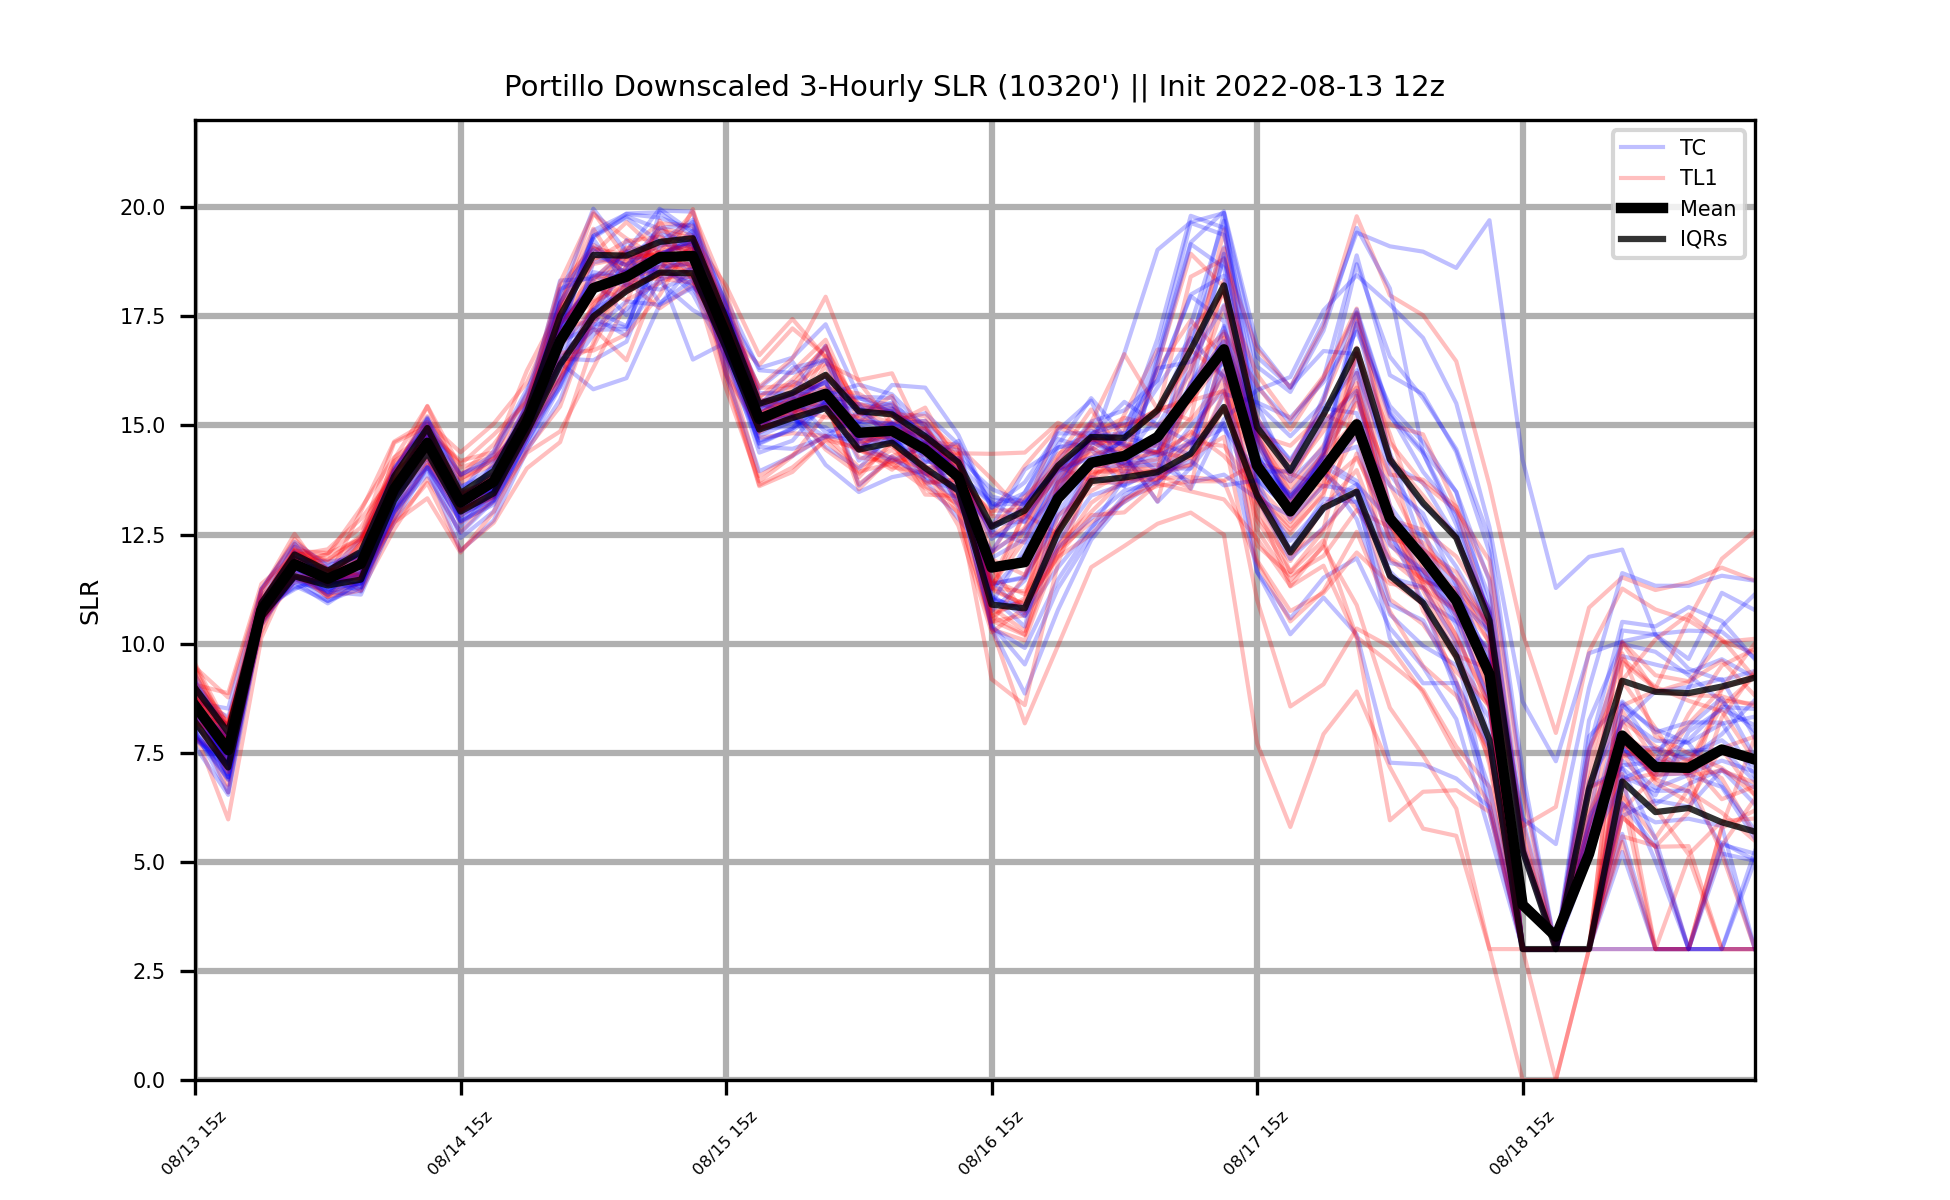 Portillo Downscaled 3-Hourly SLR (10320') || Init 2022-08-13 12z
TC
TL1
Mean
IQRs
SLR
20.0
17.5
15.0
12.5
10.0
7.5
5.0
2.5
0.0
08/13 15z
08/14 15z
08/15 15z
08/16 15z
08/17 15z
08/18 15z